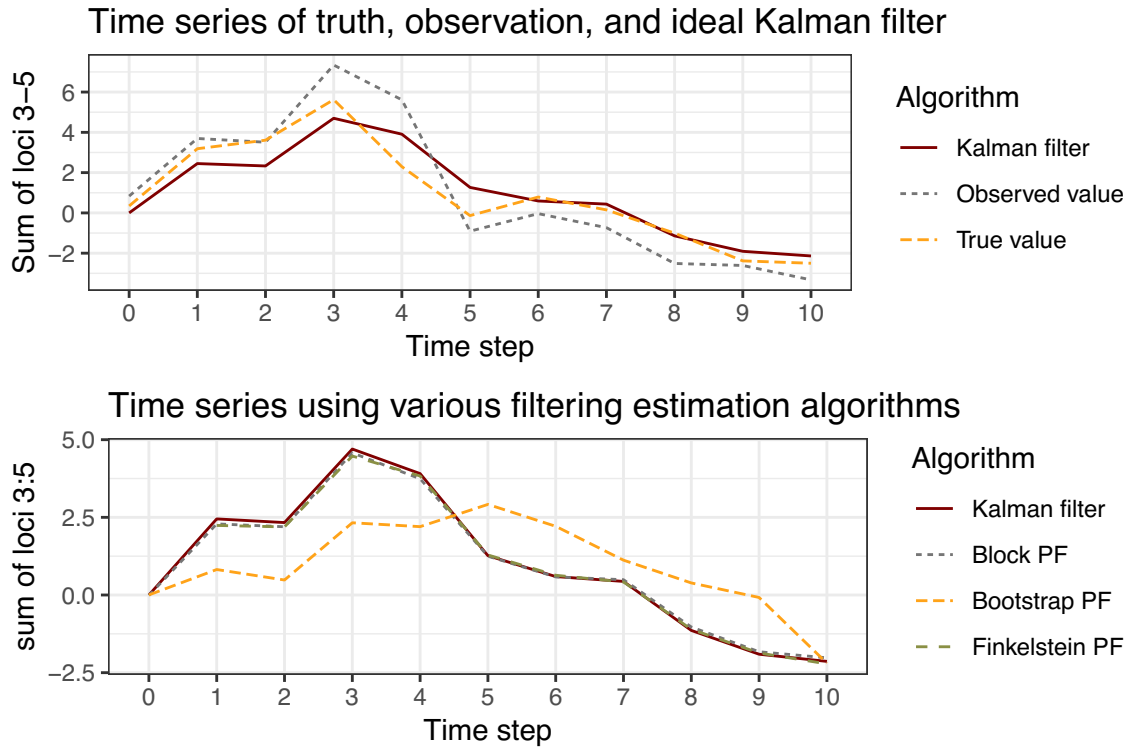 Time series of truth, observation, and ideal Kalman filter
Sum of loci 3−5
6
4
2
0
−2
0 1 2 3 4 5 6 7 8 9 10
Time step
Algorithm
Kalman filter
Observed value
True value
Time series using various filtering estimation algorithms
sum of loci 3:5
5.0
2.5
0.0
−2.5
0 1 2 3 4 5 6 7 8 9 10
Time step
Algorithm
Kalman filter
Block PF
Bootstrap PF
Finkelstein PF